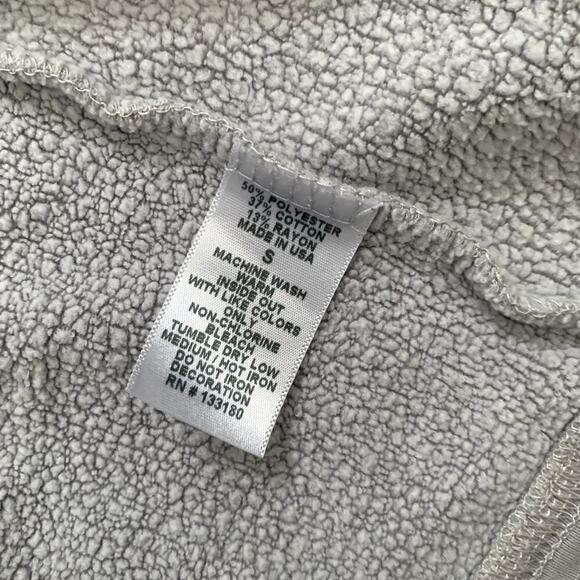 50% POLYESTER
37% COTTON
13% RAYON
MADE IN USA
S
MACHINE WASH
WARM
INSIDE OUT
WITH LIKE COLORS
ONLY
NON-CHLORINE
BLEACH
TUMBLE DRY LOW
MEDIUM / HOT IRON
DO NOT IRON
DECORATION
RN # 133180